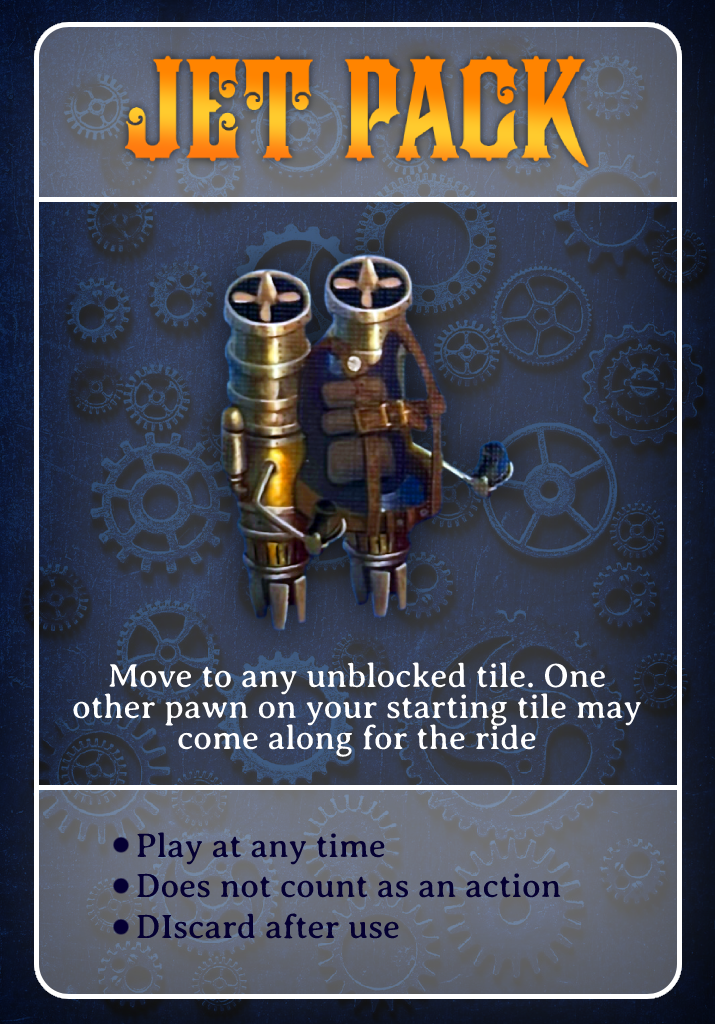 JET PACK
Move to any unblocked tile. One
other pawn on your starting tile may
come along for the ride
• Play at any time
• Does not count as an action
• DIscard after use